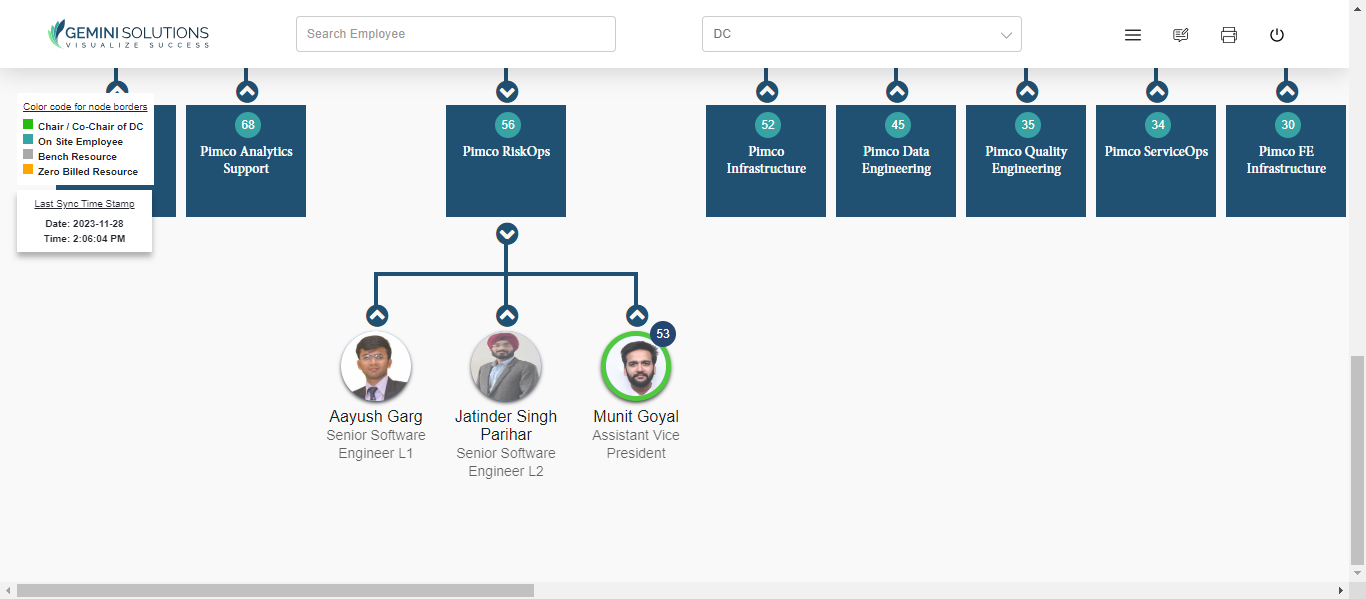 GEMINI SOLUTIONS
VISUALIZE SUCCESS
Search Employee
DC
Color code for node borders
Chair / Co-Chair of DC
On Site Employee
Bench Resource
Zero Billed Resource
Last Sync Time Stamp
Date: 2023-11-28
Time: 2:06:04 PM
68
Pimco Analytics
Support
56
Pimco RiskOps
52
Pimco
Infrastructure
45
Pimco Data
Engineering
35
Pimco Quality
Engineering
34
Pimco ServiceOps
30
Pimco FE
Infrastructure
Aayush Garg
Senior Software
Engineer L1
Jatinder Singh
Parihar
Senior Software
Engineer L2
53
Munit Goyal
Assistant Vice
President